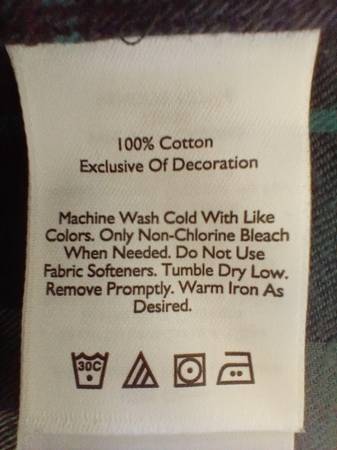 100% Cotton
Exclusive Of Decoration
Machine Wash Cold With Like
Colors. Only Non-Chlorine Bleach
When Needed. Do Not Use
Fabric Softeners. Tumble Dry Low.
Remove Promptly. Warm Iron As
Desired.
30C